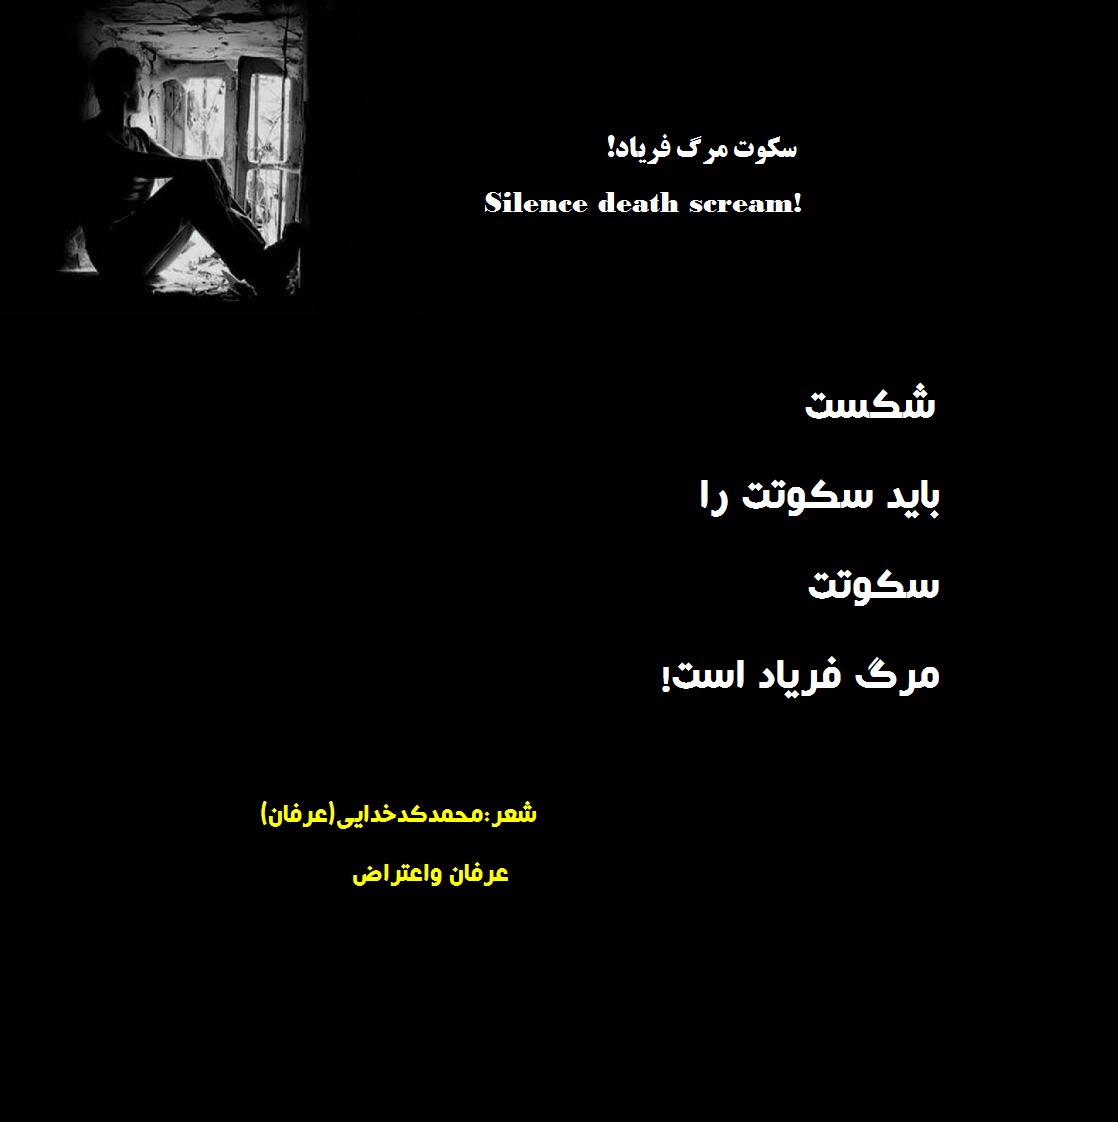 سکوت مرگ فریاد!
Silence death scream!
شکست
باید سکوتت را
سکوتت
مرگ فریاد است!
شعر:محمدکدخدایی(عرفان)
عرفان واعتراض